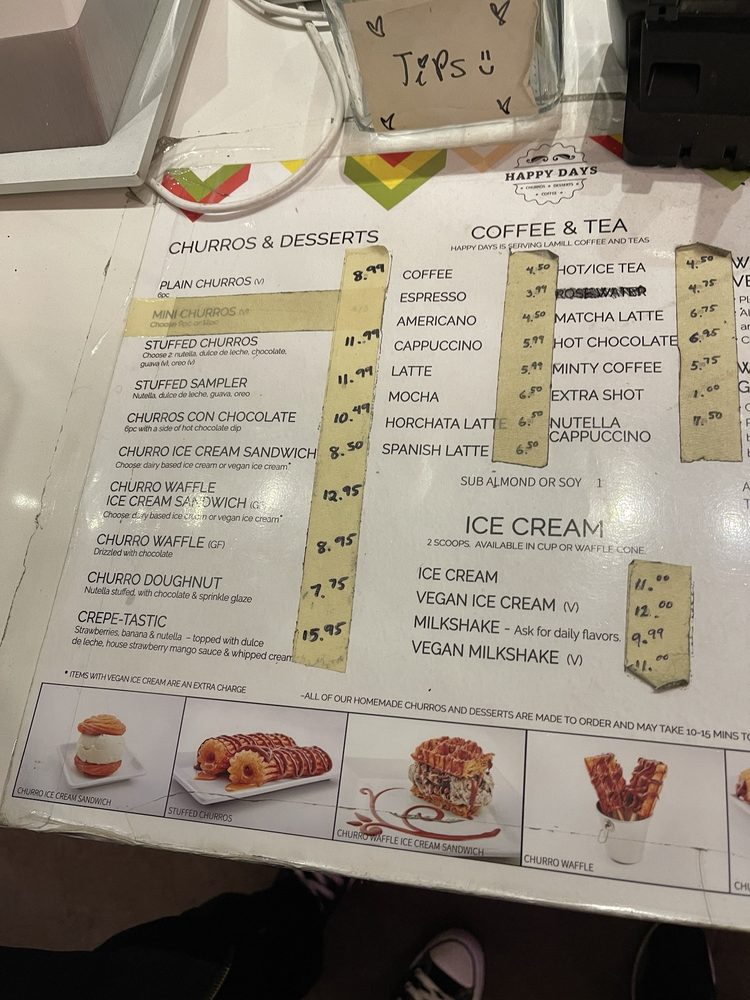 TiPs
HAPPY DAYS
CHURROS • DESSERTS
COFFEE
CHURROS & DESSERTS
PLAIN CHURROS (V) 8.99
6pc
MINI CHURROS (V)
STUFFED CHURROS 11.99
Choose 2: nutella, dulce de leche, chocolate,
guava (v), oreo (v)
STUFFED SAMPLER 11.99
Nutella, dulce de leche, guava, oreo
CHURROS CON CHOCOLATE 10.49
6pc with a side of hot chocolate dip
CHURRO ICE CREAM SANDWICH 8.50
Choose: dairy based ice cream or vegan ice cream*
CHURRO WAFFLE
ICE CREAM SANDWICH (G 12.95
Choose: dairy based ice cream or vegan ice cream*
CHURRO WAFFLE (GF) 8.95
Drizzled with chocolate
CHURRO DOUGHNUT 7.75
Nutella stuffed, with chocolate & sprinkle glaze
CREPE-TASTIC 15.95
Strawberries, banana & nutella - topped with dulce
de leche, house strawberry mango sauce & whipped cream
* ITEMS WITH VEGAN ICE CREAM ARE AN EXTRA CHARGE
COFFEE & TEA
HAPPY DAYS IS SERVING LAMILL COFFEE AND TEAS
COFFEE 4.50
ESPRESSO 3.99
AMERICANO 4.50
CAPPUCCINO 5.99
LATTE 5.99
MOCHA 6.50
HORCHATA LATTE 6.50
SPANISH LATTE 6.50
HOT/ICE TEA 4.50
ROSEWATER 4.75
MATCHA LATTE 6.75
HOT CHOCOLATE 6.95
MINTY COFFEE 5.75
EXTRA SHOT 1.00
NUTELLA 7.50
CAPPUCCINO
SUB ALMOND OR SOY 1
ICE CREAM
2 SCOOPS. AVAILABLE IN CUP OR WAFFLE CONE.
ICE CREAM 11.00
VEGAN ICE CREAM (V) 12.00
MILKSHAKE - Ask for daily flavors. 9.99
VEGAN MILKSHAKE (V) 11.00
~ALL OF OUR HOMEMADE CHURROS AND DESSERTS ARE MADE TO ORDER AND MAY TAKE 10-15 MINS TO
CHURRO ICE CREAM SANDWICH
STUFFED CHURROS
CHURRO WAFFLE ICE CREAM SANDWICH
CHURRO WAFFLE